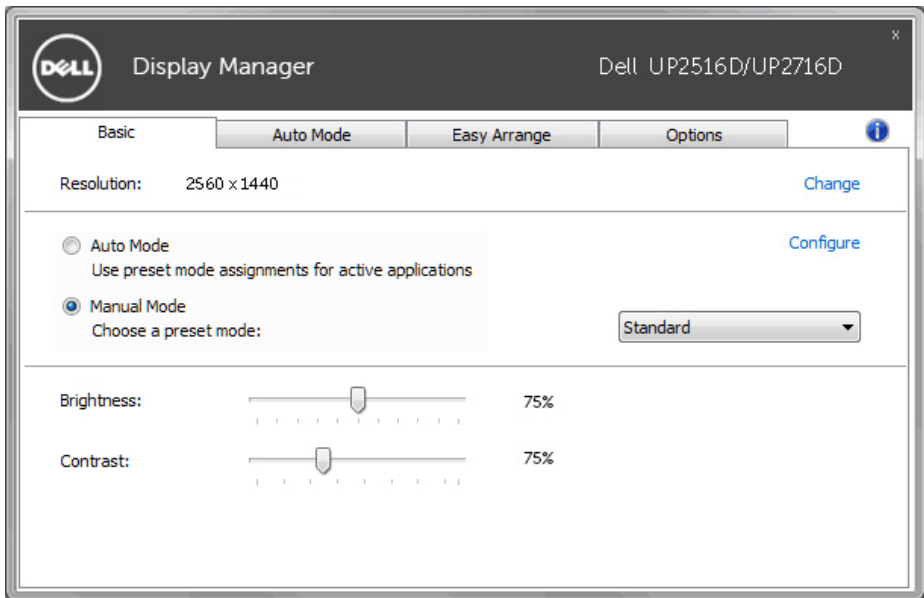 DELL Display Manager Dell UP2516D/UP2716D x
Basic Auto Mode Easy Arrange Options i
Resolution: 2560 x 1440 Change
Auto Mode Configure
Use preset mode assignments for active applications
Manual Mode
Choose a preset mode: Standard
Brightness: 75%
Contrast: 75%